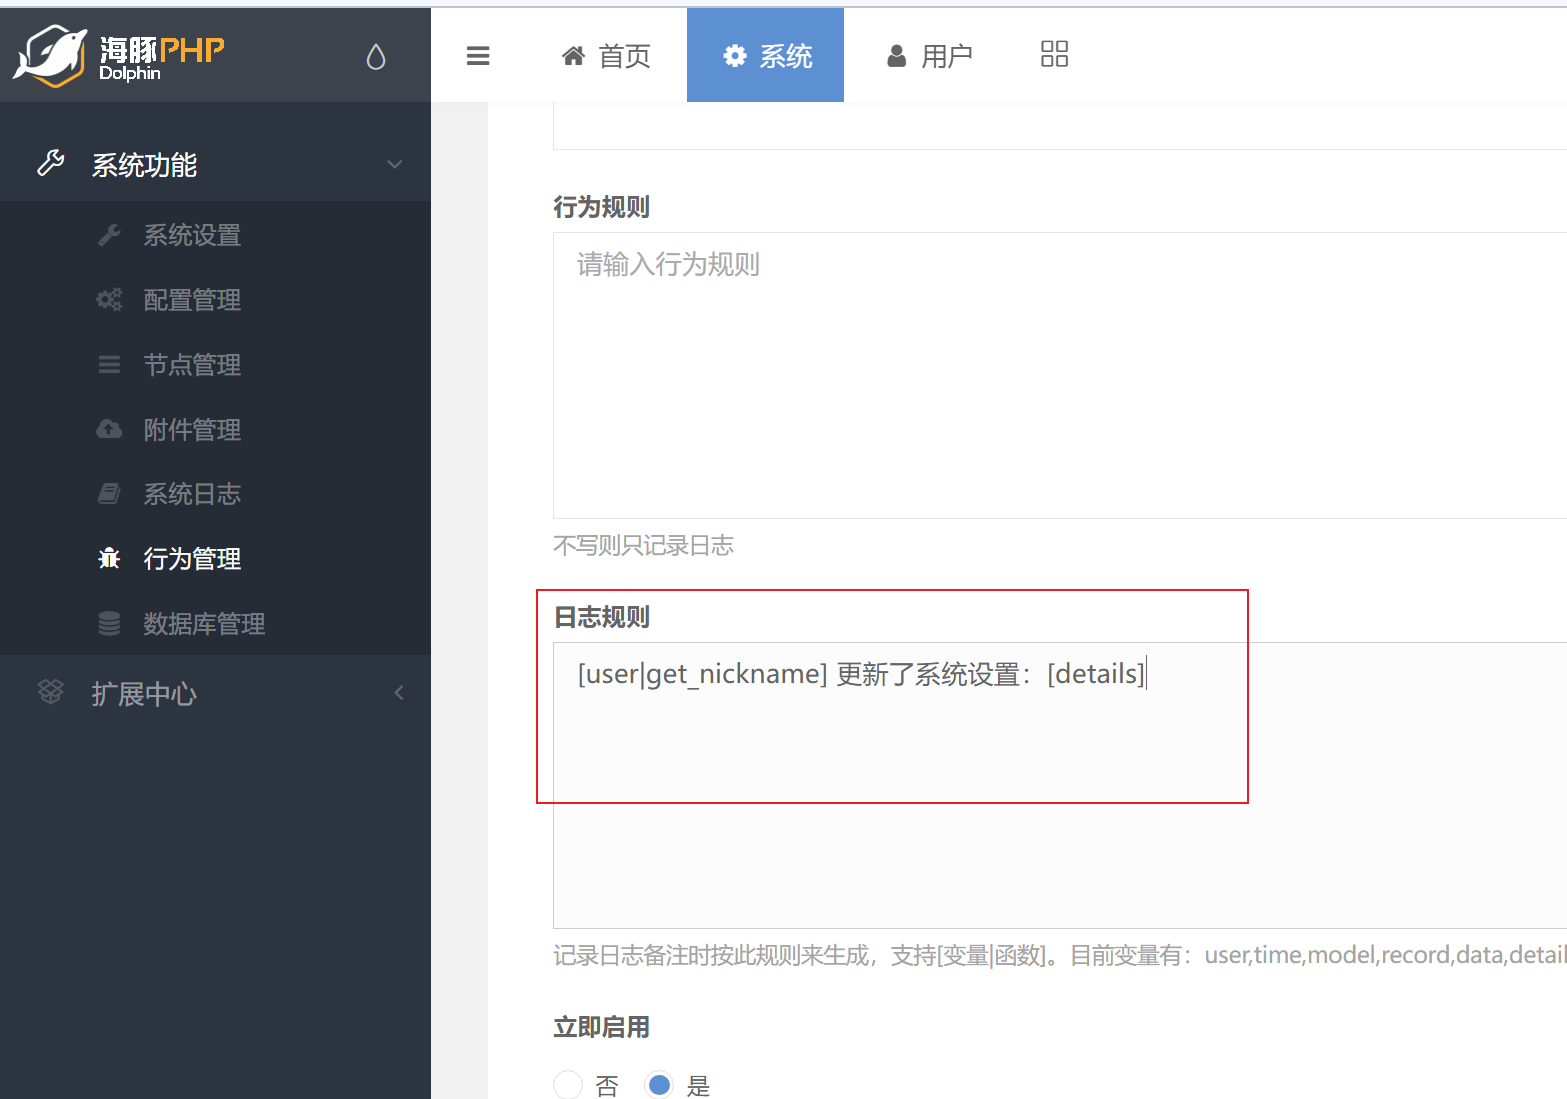 海豚PHP
Dolphin
首页
系统
用户
系统功能
系统设置
配置管理
节点管理
附件管理
系统日志
行为管理
数据库管理
扩展中心
行为规则
请输入行为规则
不写则只记录日志
日志规则
[user|get_nickname] 更新了系统设置：[details]
记录日志备注时按此规则来生成，支持[变量|函数]。目前变量有：user,time,model,record,data,detail
立即启用
否
是